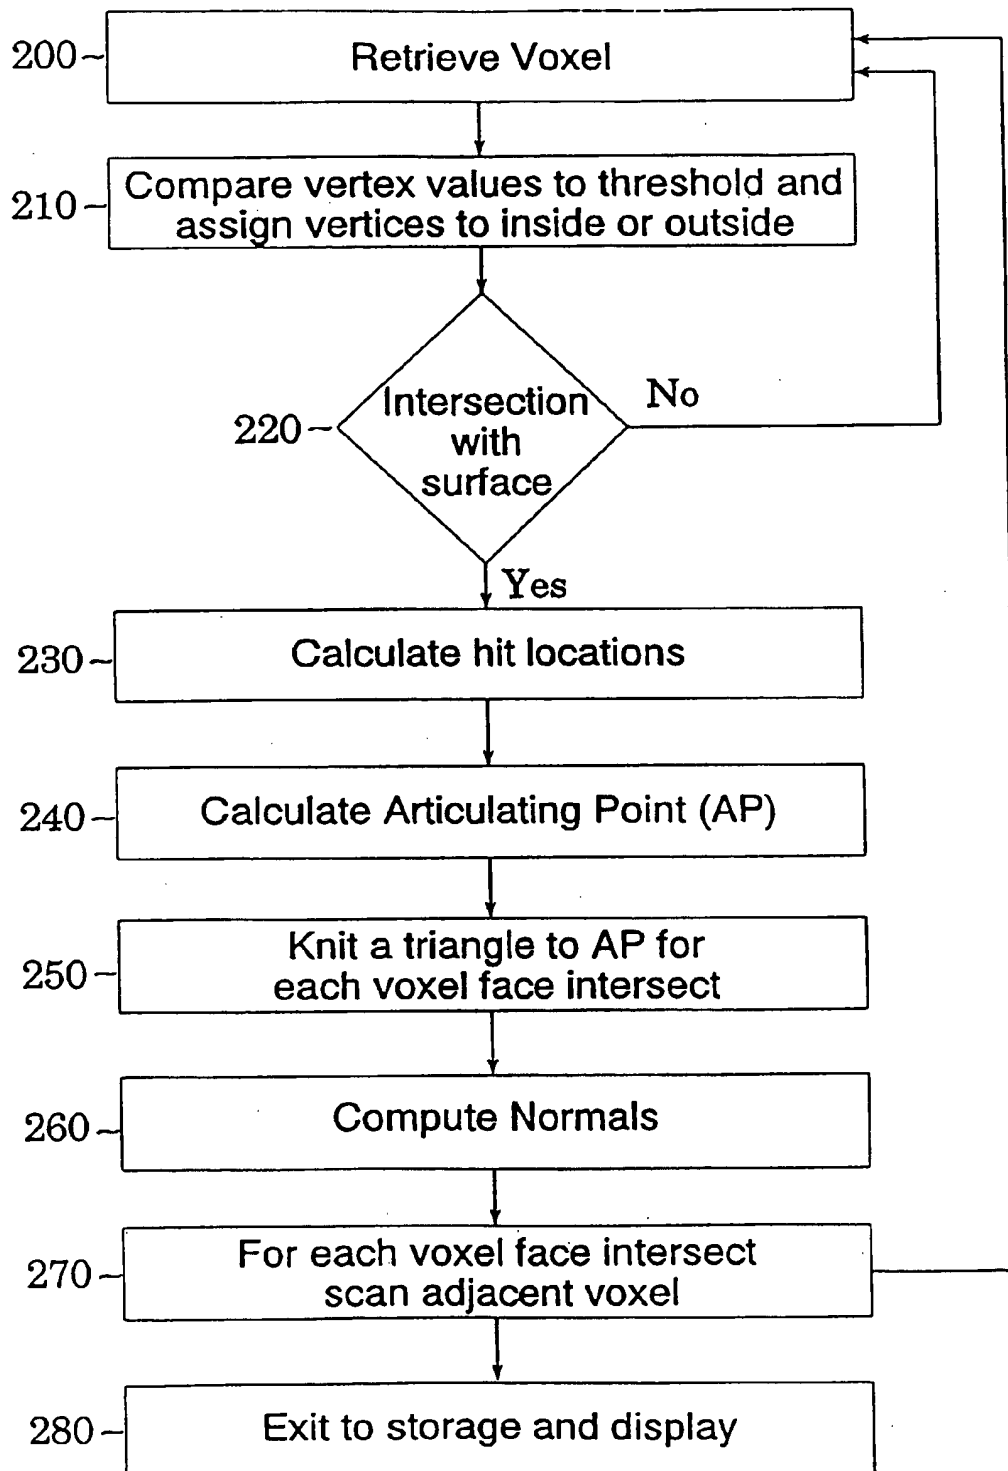 200~ Retrieve Voxel
210~ Compare vertex values to threshold and
assign vertices to inside or outside
No
220~ Intersection
with
surface
Yes
230~ Calculate hit locations
240~ Calculate Articulating Point (AP)
250~ Knit a triangle to AP for
each voxel face intersect
260~ Compute Normals
270~ For each voxel face intersect
scan adjacent voxel
280~ Exit to storage and display